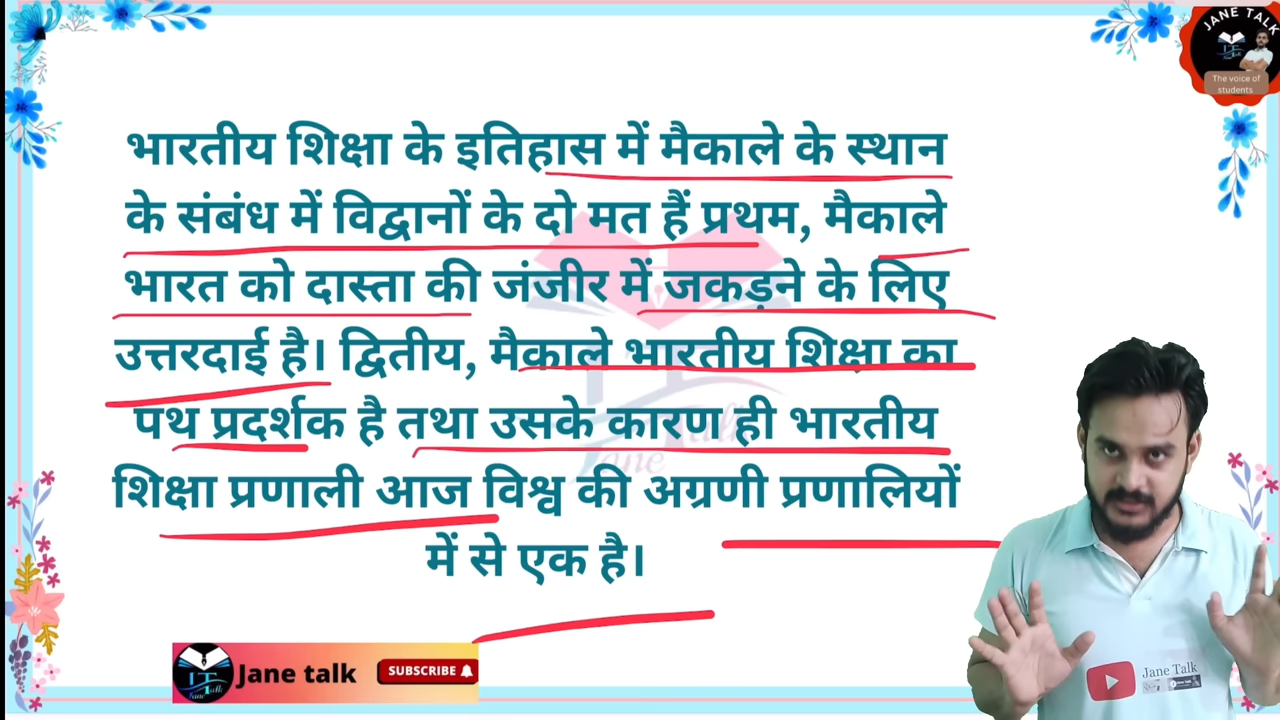 JANE TALK
The voice of
students
भारतीय शिक्षा के इतिहास में मैकाले के स्थान
के संबंध में विद्वानों के दो मत हैं प्रथम, मैकाले
भारत को दास्ता की जंजीर में जकड़ने के लिए
उत्तरदाई है। द्वितीय, मैकाले भारतीय शिक्षा का
पथ प्रदर्शक है तथा उसके कारण ही भारतीय
शिक्षा प्रणाली आज विश्व की अग्रणी प्रणालियों
में से एक है।
Jane talk
SUBSCRIBE
Jane Talk